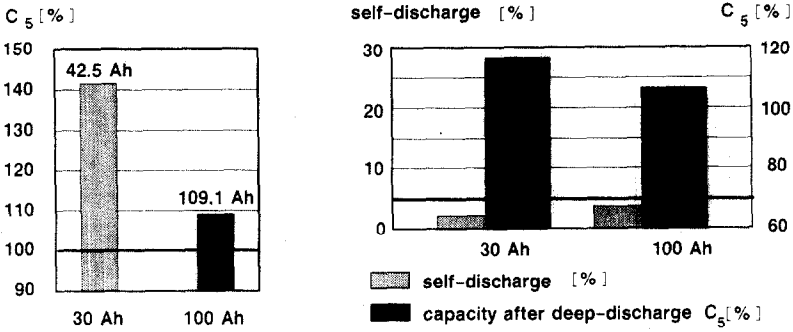 C5 [%]
150
140
130
120
110
100
90
42.5 Ah
109.1 Ah
30 Ah 100 Ah
self-discharge [%] C5 [%]
30
20
10
0
120
100
80
60
30 Ah 100 Ah
self-discharge [%]
capacity after deep-discharge C5[%]